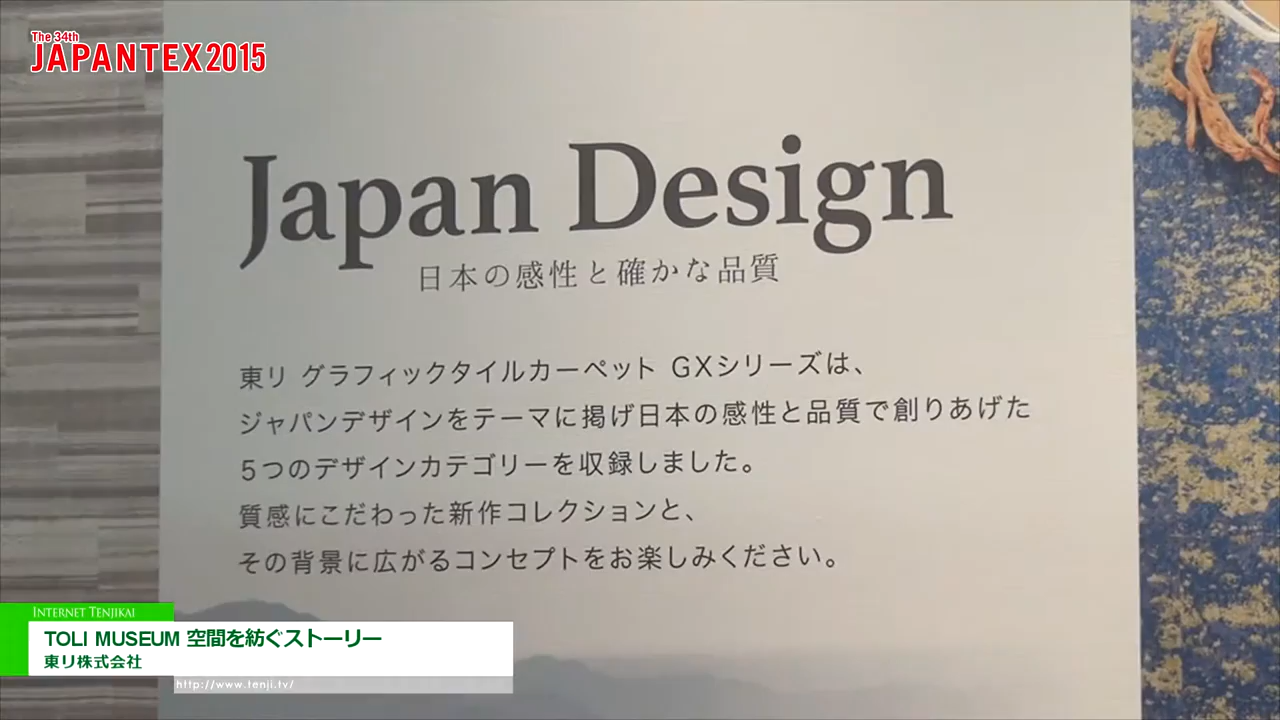 The 34th
JAPANTEX2015
Japan Design
日本の感性と確かな品質
東リ グラフィックタイルカーペット GXシリーズは、
ジャパンデザインをテーマに掲げ日本の感性と品質で創りあげた
5つのデザインカテゴリーを収録しました。
質感にこだわった新作コレクションと、
その背景に広がるコンセプトをお楽しみください。
INTERNET TENJIKAI
TOLI MUSEUM 空間を紡ぐストーリー
東リ株式会社
http://www.tenji.tv/